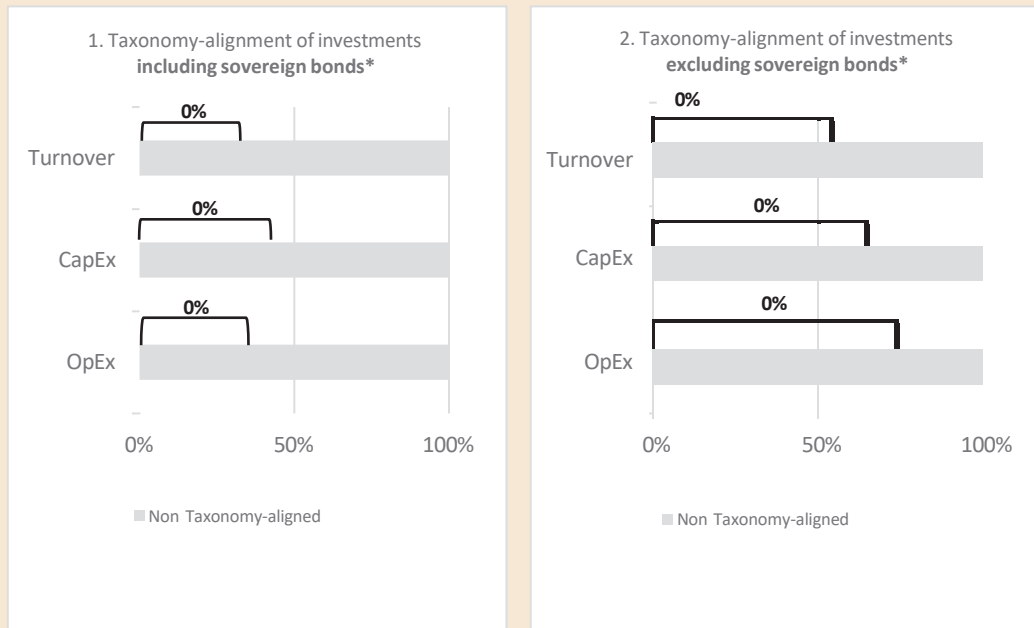 1. Taxonomy-alignment of investments
including sovereign bonds*
0%
Turnover
0%
CapEx
0%
OpEx
0% 50% 100%
Non Taxonomy-aligned
2. Taxonomy-alignment of investments
excluding sovereign bonds*
0%
Turnover
0%
CapEx
0%
OpEx
0% 50% 100%
Non Taxonomy-aligned